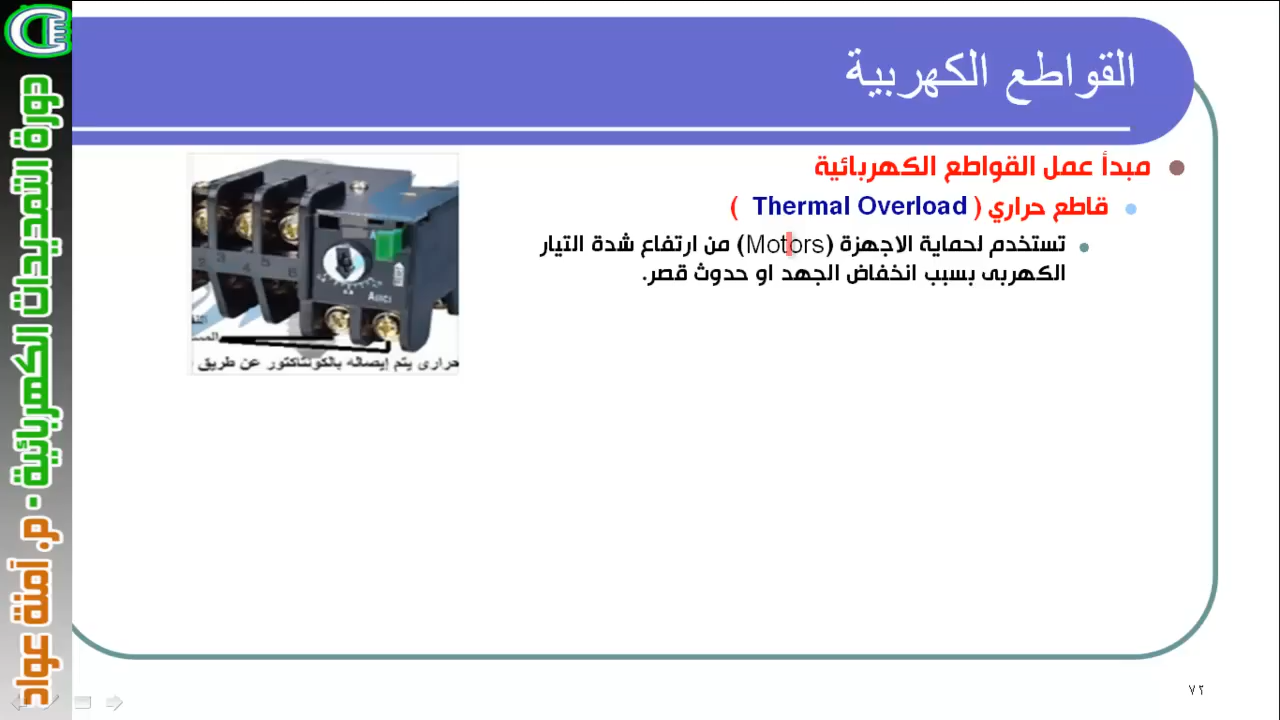 القواطع الكهربية
مبدأ عمل القواطع الكهربائية
قاطع حراري ( Thermal Overload )
تستخدم لحماية الاجهزة (Motors) من ارتفاع شدة التيار
الكهربى بسبب انخفاض الجهد او حدوث قصر.
حرارى يتم إيصاله بالكونتاكتور عن طريق
دورة التمديدات الكهربائية - م. آمنة عواد
٧٢